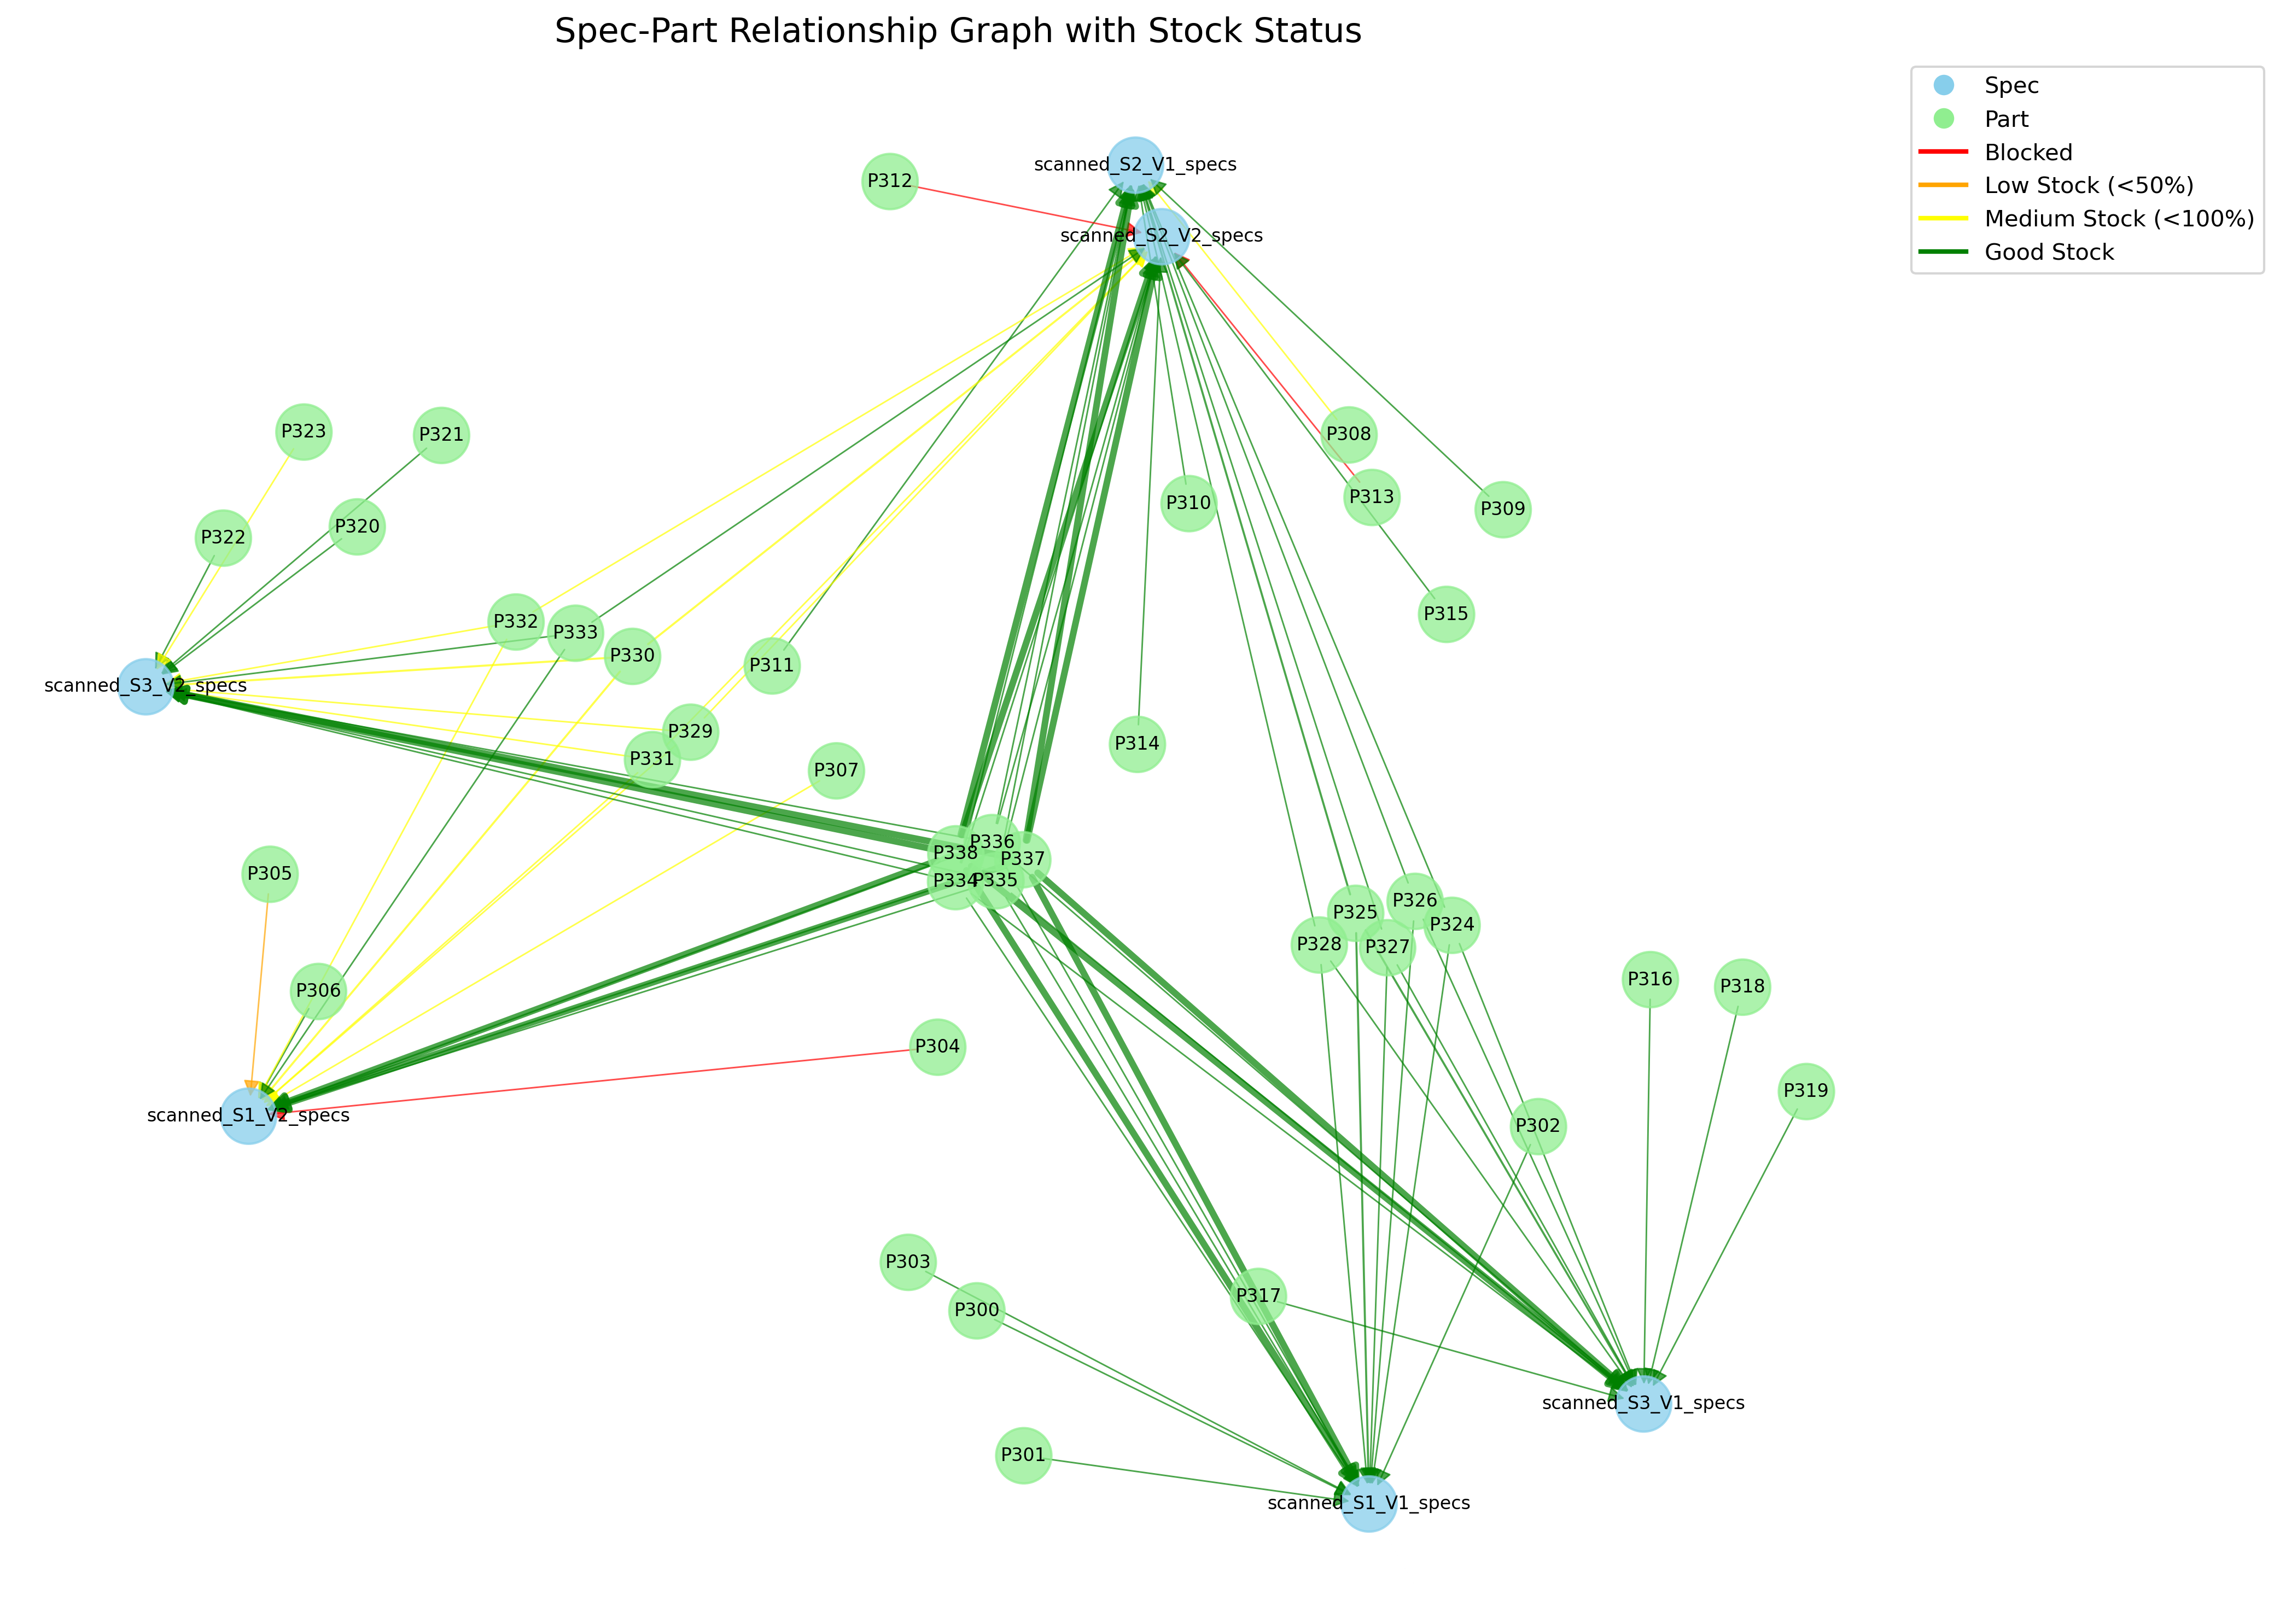 Spec-Part Relationship Graph with Stock Status
Spec
Part
Blocked
Low Stock (<50%)
Medium Stock (<100%)
Good Stock
scanned_S2_V1_specs
P312
scanned_S2_V2_specs
P323
P321
P308
P313
P310
P309
P322
P320
P315
P332
P333
P330
P311
scanned_S3_V2_specs
P329
P314
P331
P307
P336
P338
P337
P305
P334
P335
P326
P325
P324
P328
P327
P316
P318
P306
P304
P319
scanned_S1_V2_specs
P302
P303
P317
P300
scanned_S3_V1_specs
P301
scanned_S1_V1_specs